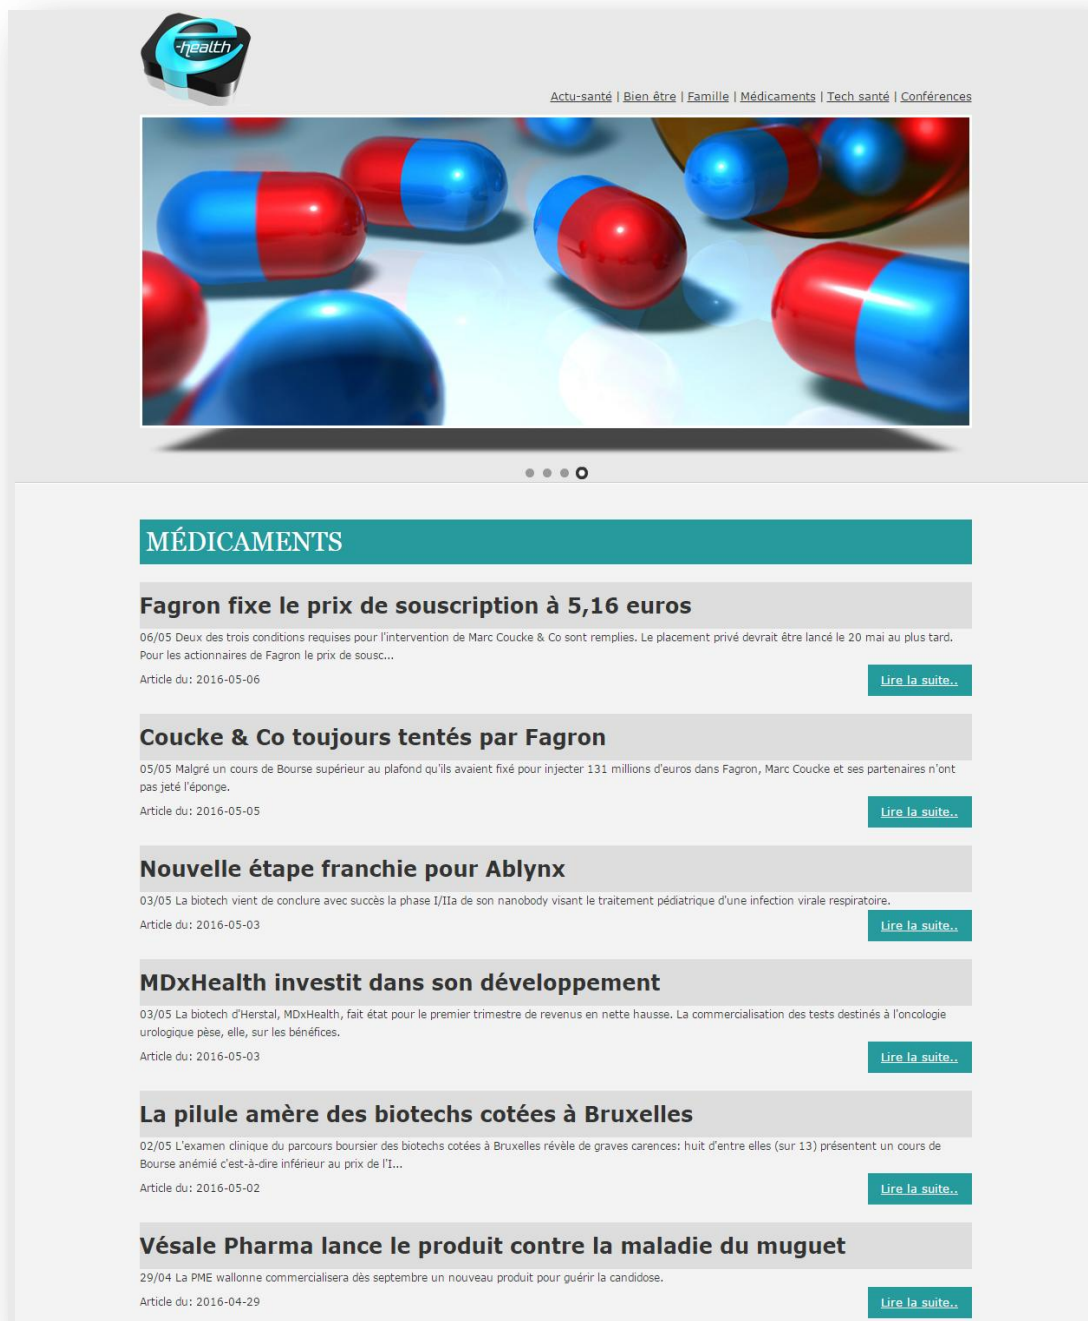 e-health
Actu-santé | Bien être | Famille | Médicaments | Tech santé | Conférences
MÉDICAMENTS
Fagron fixe le prix de souscription à 5,16 euros
06/05 Deux des trois conditions requises pour l'intervention de Marc Coucke & Co sont remplies. Le placement privé devrait être lancé le 20 mai au plus tard.
Pour les actionnaires de Fagron le prix de sousc...
Article du: 2016-05-06
Lire la suite..
Coucke & Co toujours tentés par Fagron
05/05 Malgré un cours de Bourse supérieur au plafond qu'ils avaient fixé pour injecter 131 millions d'euros dans Fagron, Marc Coucke et ses partenaires n'ont
pas jeté l'éponge.
Article du: 2016-05-05
Lire la suite..
Nouvelle étape franchie pour Ablynx
03/05 La biotech vient de conclure avec succès la phase I/IIa de son nanobody visant le traitement pédiatrique d'une infection virale respiratoire.
Article du: 2016-05-03
Lire la suite..
MDxHealth investit dans son développement
03/05 La biotech d'Herstal, MDxHealth, fait état pour le premier trimestre de revenus en nette hausse. La commercialisation des tests destinés à l'oncologie
urologique pèse, elle, sur les bénéfices.
Article du: 2016-05-03
Lire la suite..
La pilule amère des biotechs cotées à Bruxelles
02/05 L'examen clinique du parcours boursier des biotechs cotées à Bruxelles révèle de graves carences: huit d'entre elles (sur 13) présentent un cours de
Bourse anémié c'est-à-dire inférieur au prix de l'I...
Article du: 2016-05-02
Lire la suite..
Vésale Pharma lance le produit contre la maladie du muguet
29/04 La PME wallonne commercialisera dès septembre un nouveau produit pour guérir la candidose.
Article du: 2016-04-29
Lire la suite..